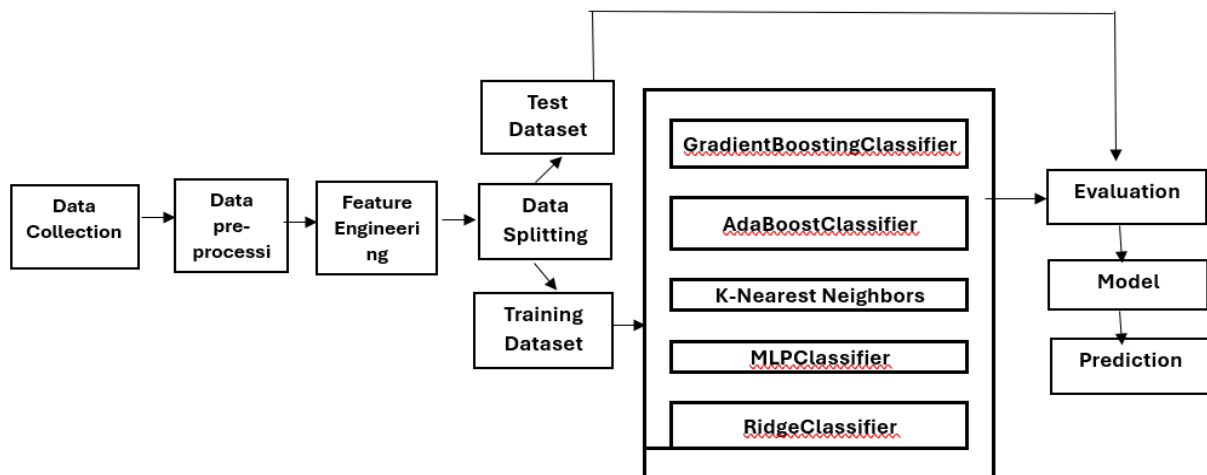 Data
Collection
Data
pre-
processi
Feature
Engineeri
ng
Test
Dataset
Data
Splitting
Training
Dataset
GradientBoostingClassifier
AdaBoostClassifier
K-Nearest Neighbors
MLPClassifier
RidgeClassifier
Evaluation
Model
Prediction